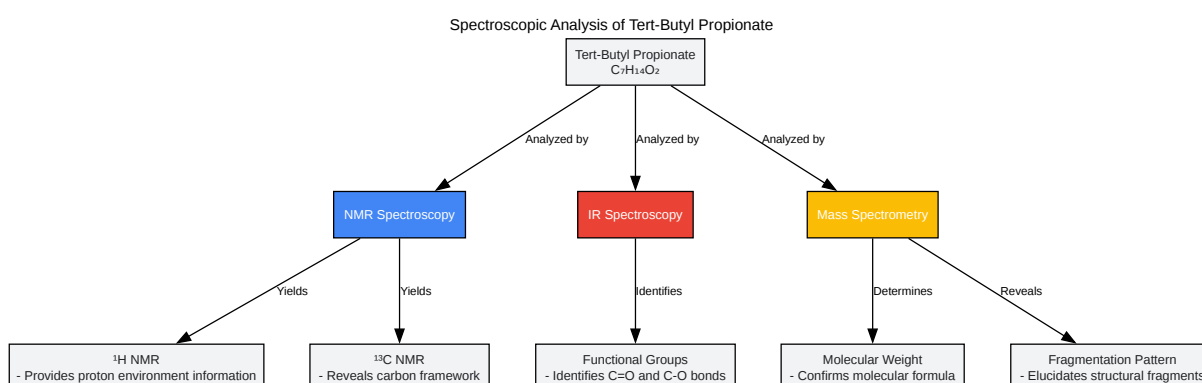 Spectroscopic Analysis of Tert-Butyl Propionate
Tert-Butyl Propionate
C₇H₁₄O₂
Analyzed by
Analyzed by
Analyzed by
NMR Spectroscopy
IR Spectroscopy
Mass Spectrometry
Yields
Yields
Identifies
Determines
Reveals
¹H NMR
- Provides proton environment information
¹³C NMR
- Reveals carbon framework
Functional Groups
- Identifies C=O and C-O bonds
Molecular Weight
- Confirms molecular formula
Fragmentation Pattern
- Elucidates structural fragments